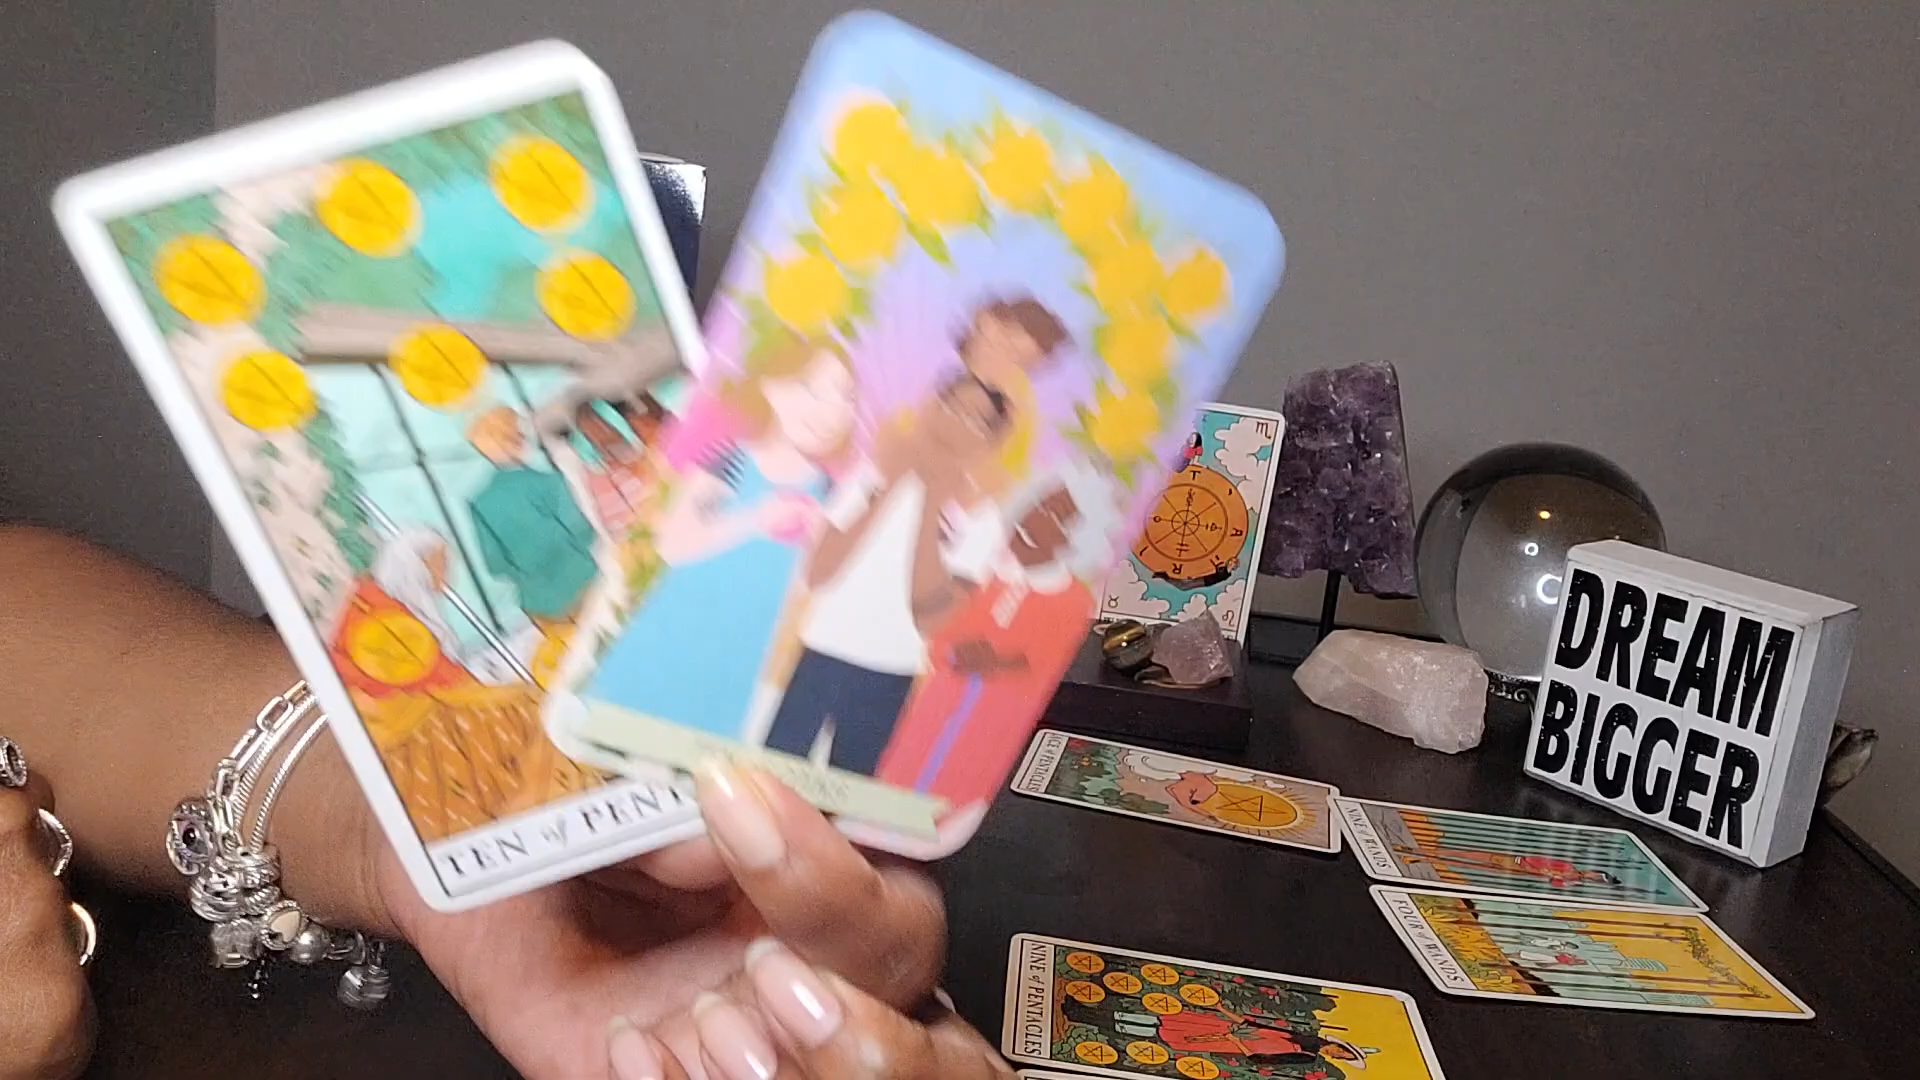 TEN of PENT
DREAM
BIGGER
ACE of PENTACLES
NINE of WANDS
FOUR of WANDS
NINE of PENTACLES